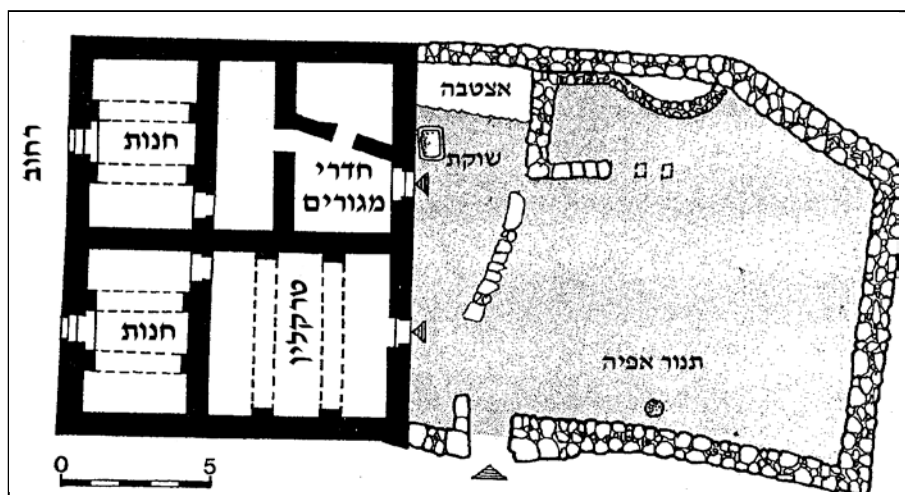 רחוב
חנות
חנות
חדרי
מגורים
טרקלין
אצטבה
שוקת
תנור אפיה
0 5